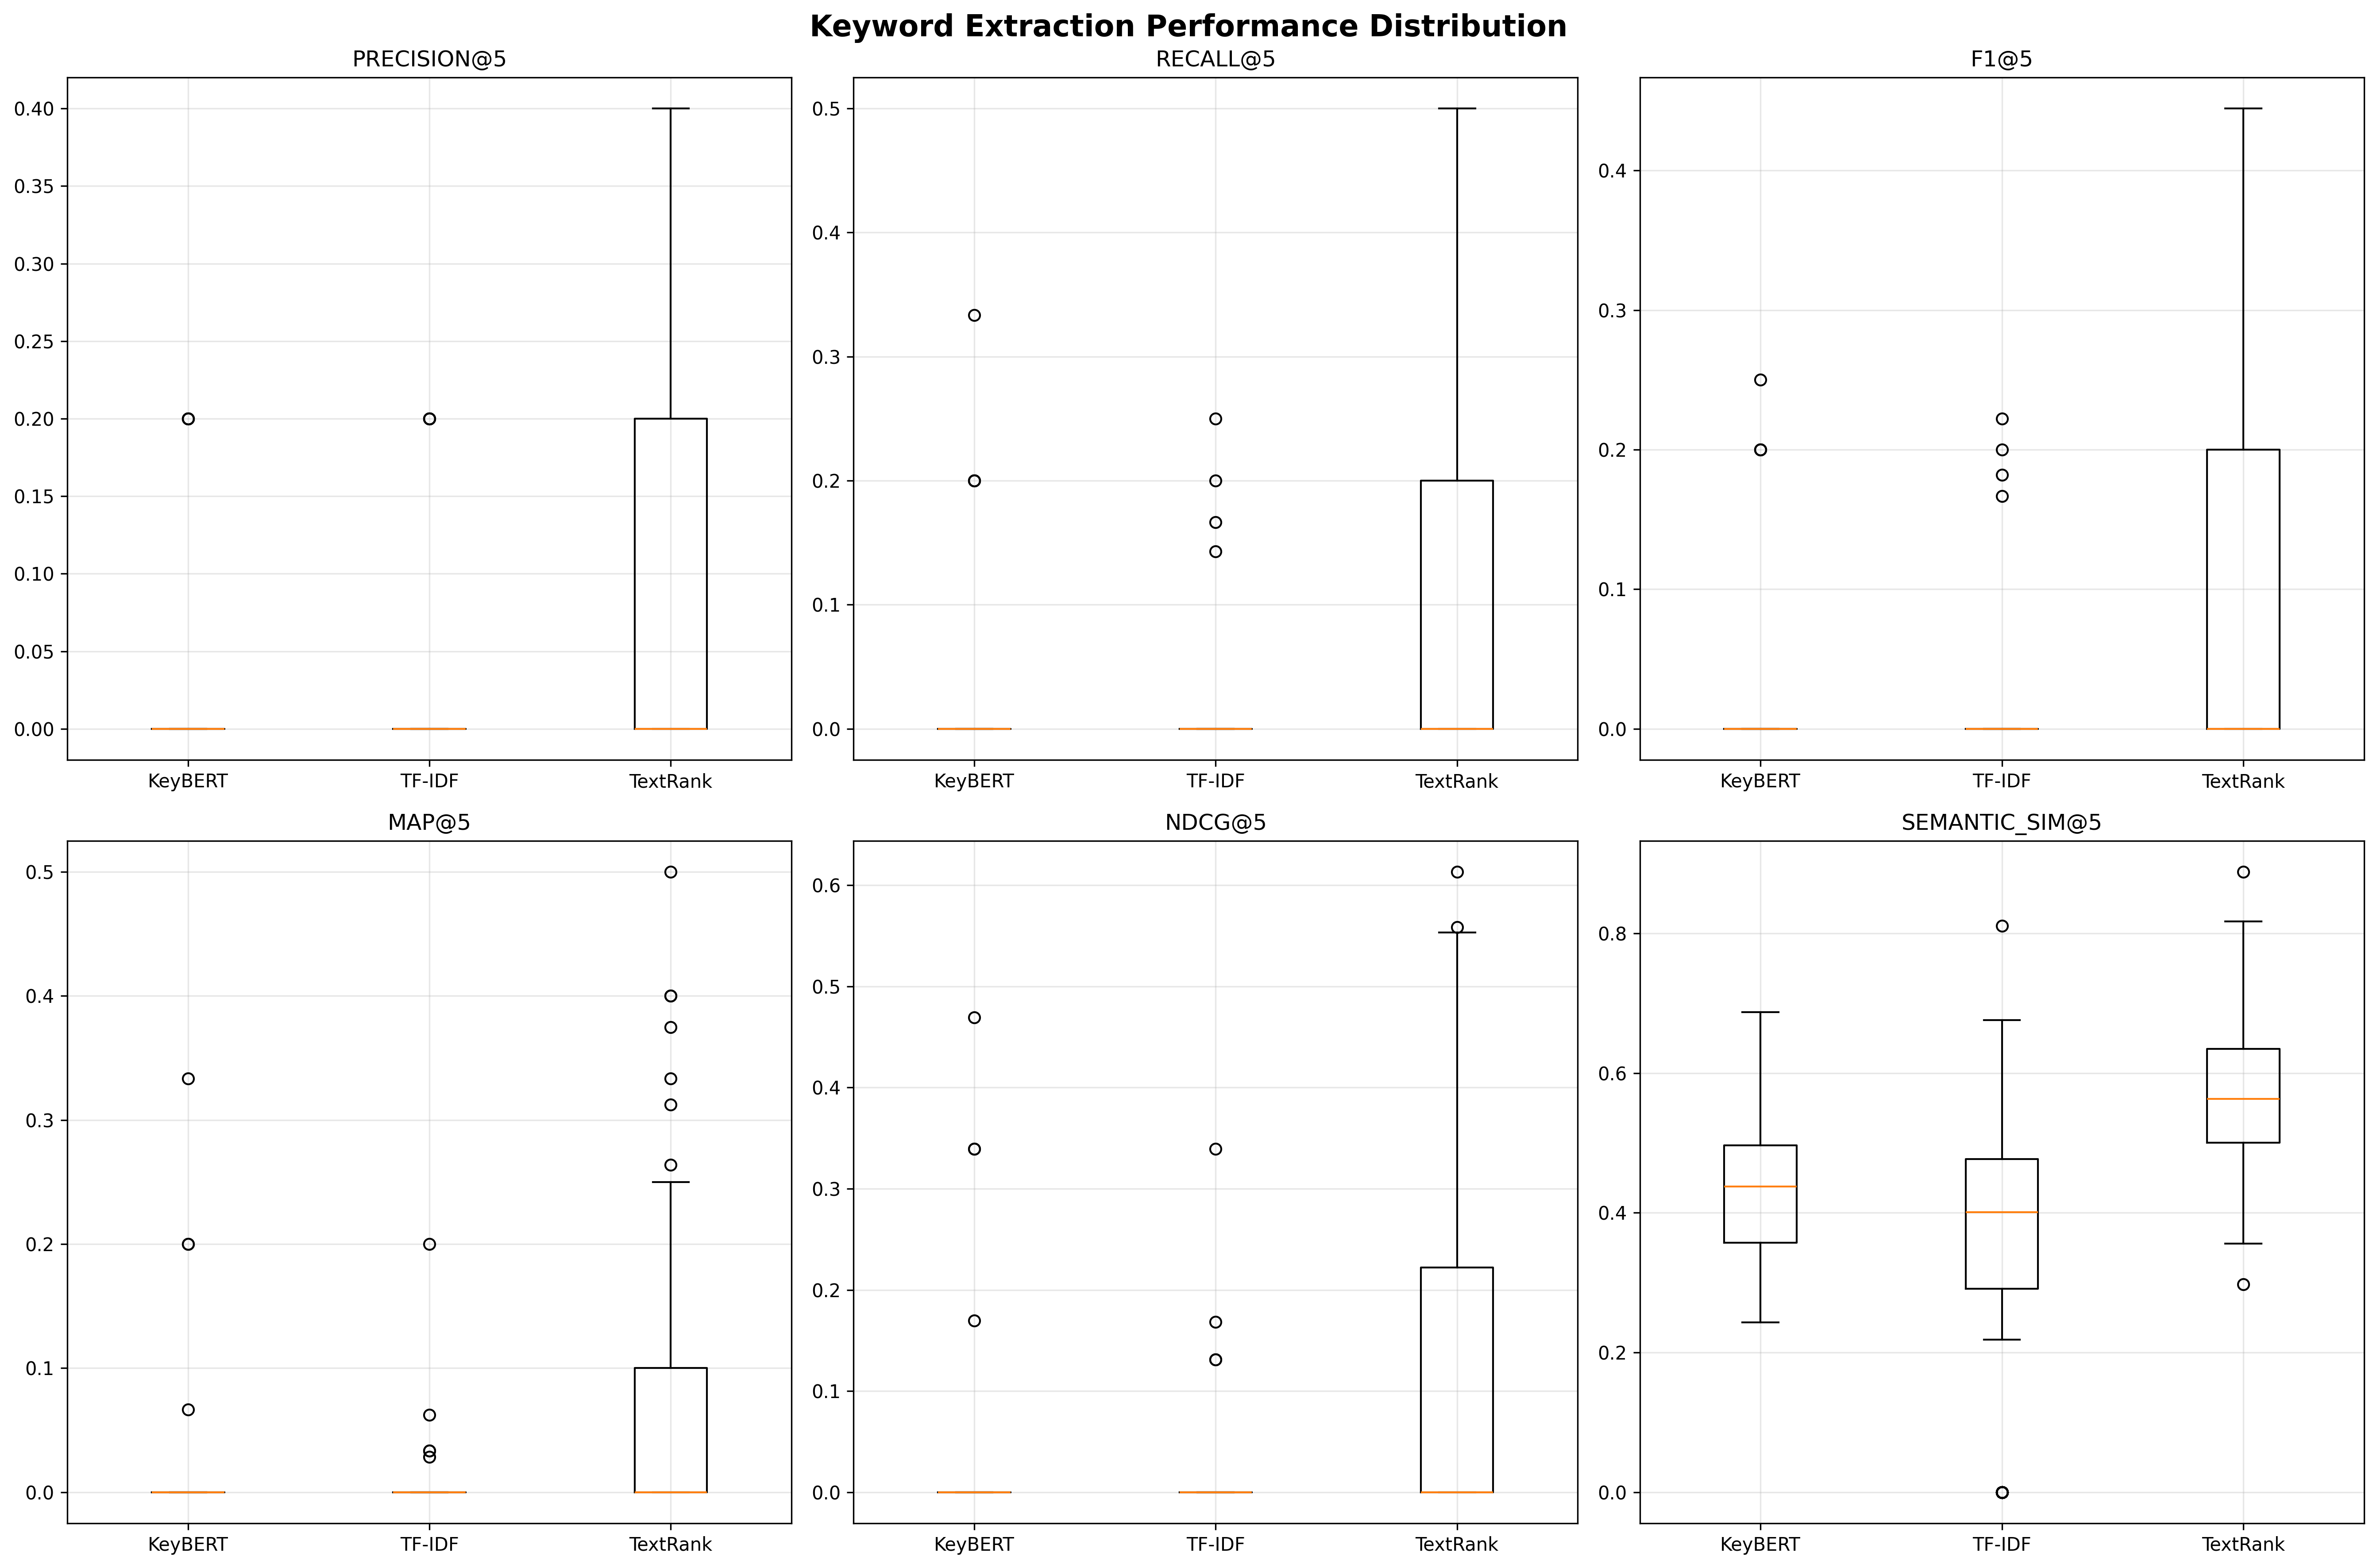 Keyword Extraction Performance Distribution
PRECISION@5
0.40
0.35
0.30
0.25
0.20
0.15
0.10
0.05
0.00
KeyBERT TF-IDF TextRank
RECALL@5
0.5
0.4
0.3
0.2
0.1
0.0
KeyBERT TF-IDF TextRank
F1@5
0.4
0.3
0.2
0.1
0.0
KeyBERT TF-IDF TextRank
MAP@5
0.5
0.4
0.3
0.2
0.1
0.0
KeyBERT TF-IDF TextRank
NDCG@5
0.6
0.5
0.4
0.3
0.2
0.1
0.0
KeyBERT TF-IDF TextRank
SEMANTIC_SIM@5
0.8
0.6
0.4
0.2
0.0
KeyBERT TF-IDF TextRank